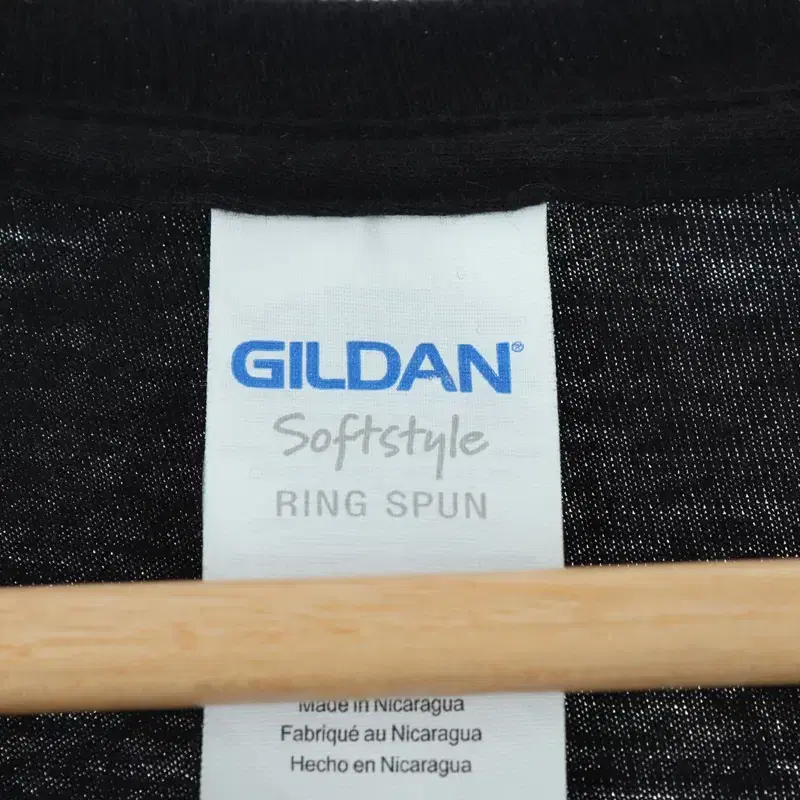 GILDAN®
Softstyle
RING SPUN
Made in Nicaragua
Fabriqué au Nicaragua
Hecho en Nicaragua